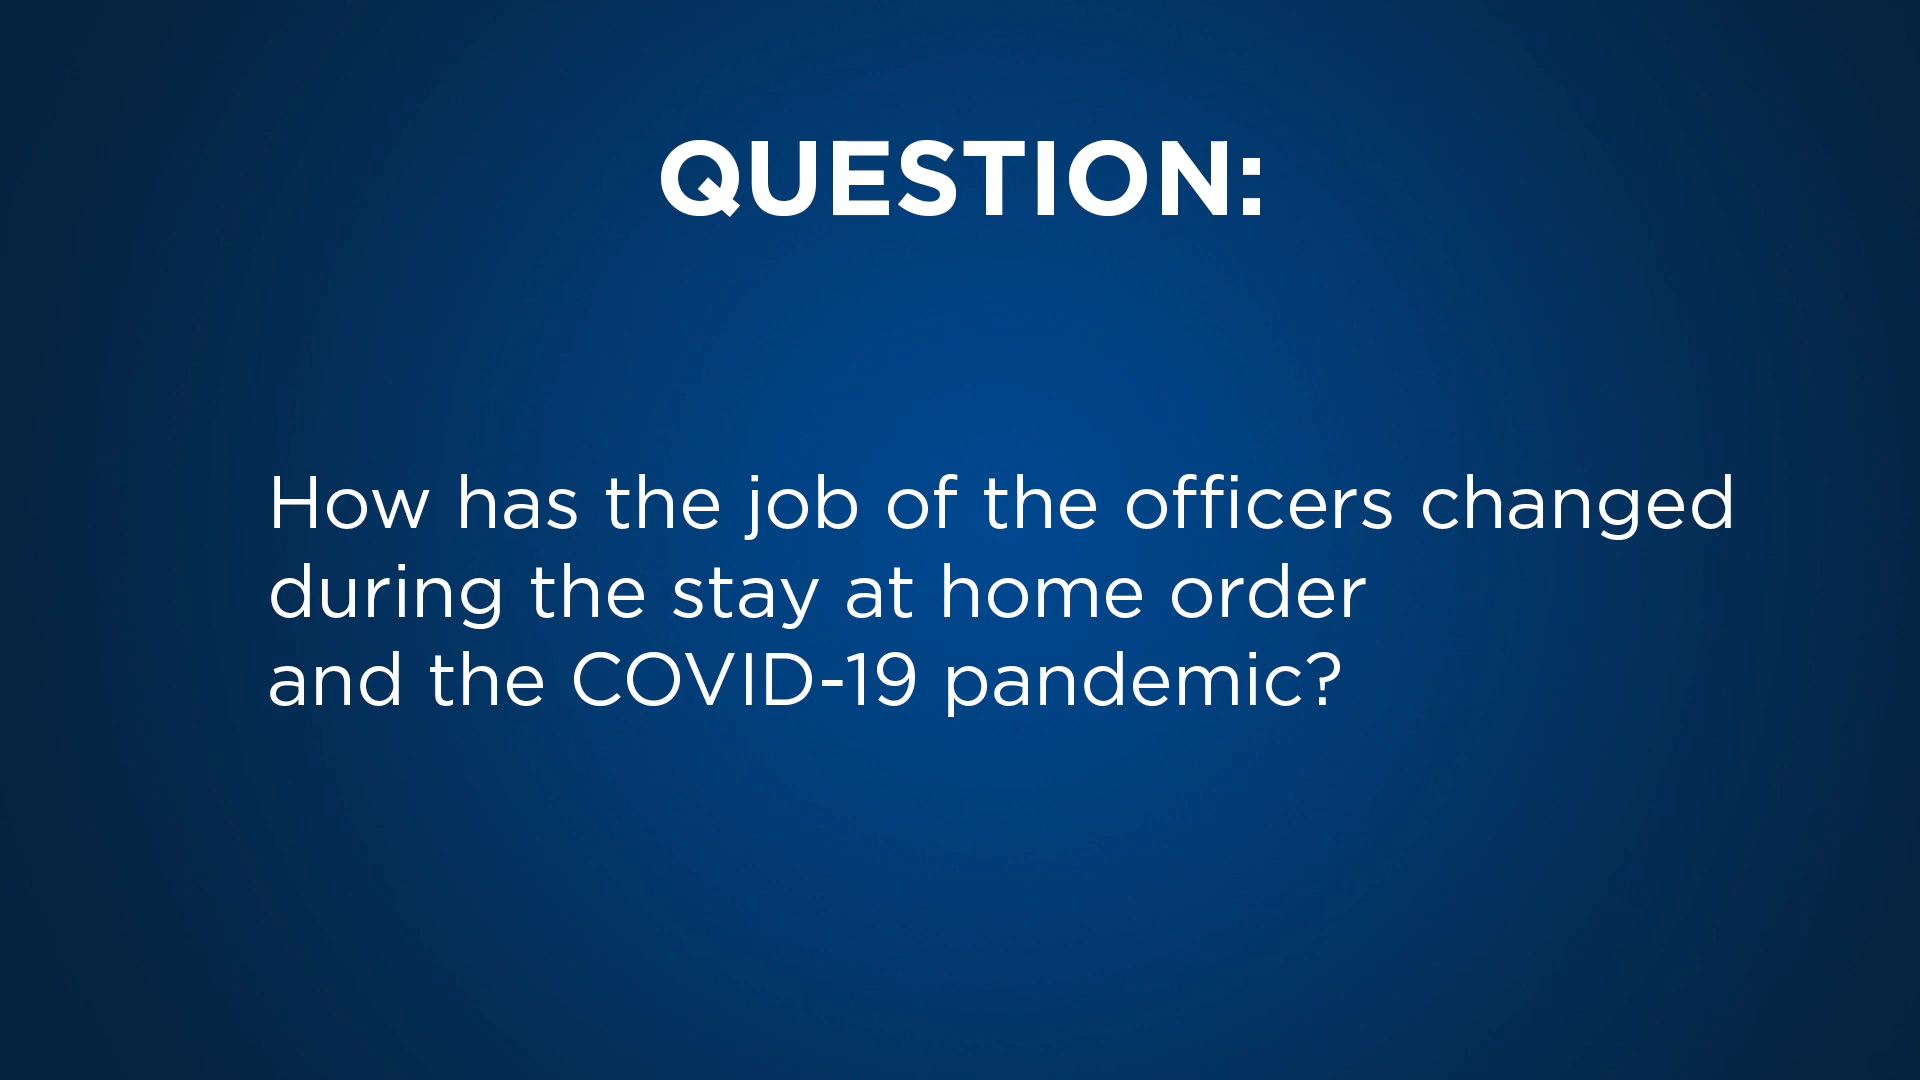 QUESTION:
How has the job of the officers changed
during the stay at home order
and the COVID-19 pandemic?